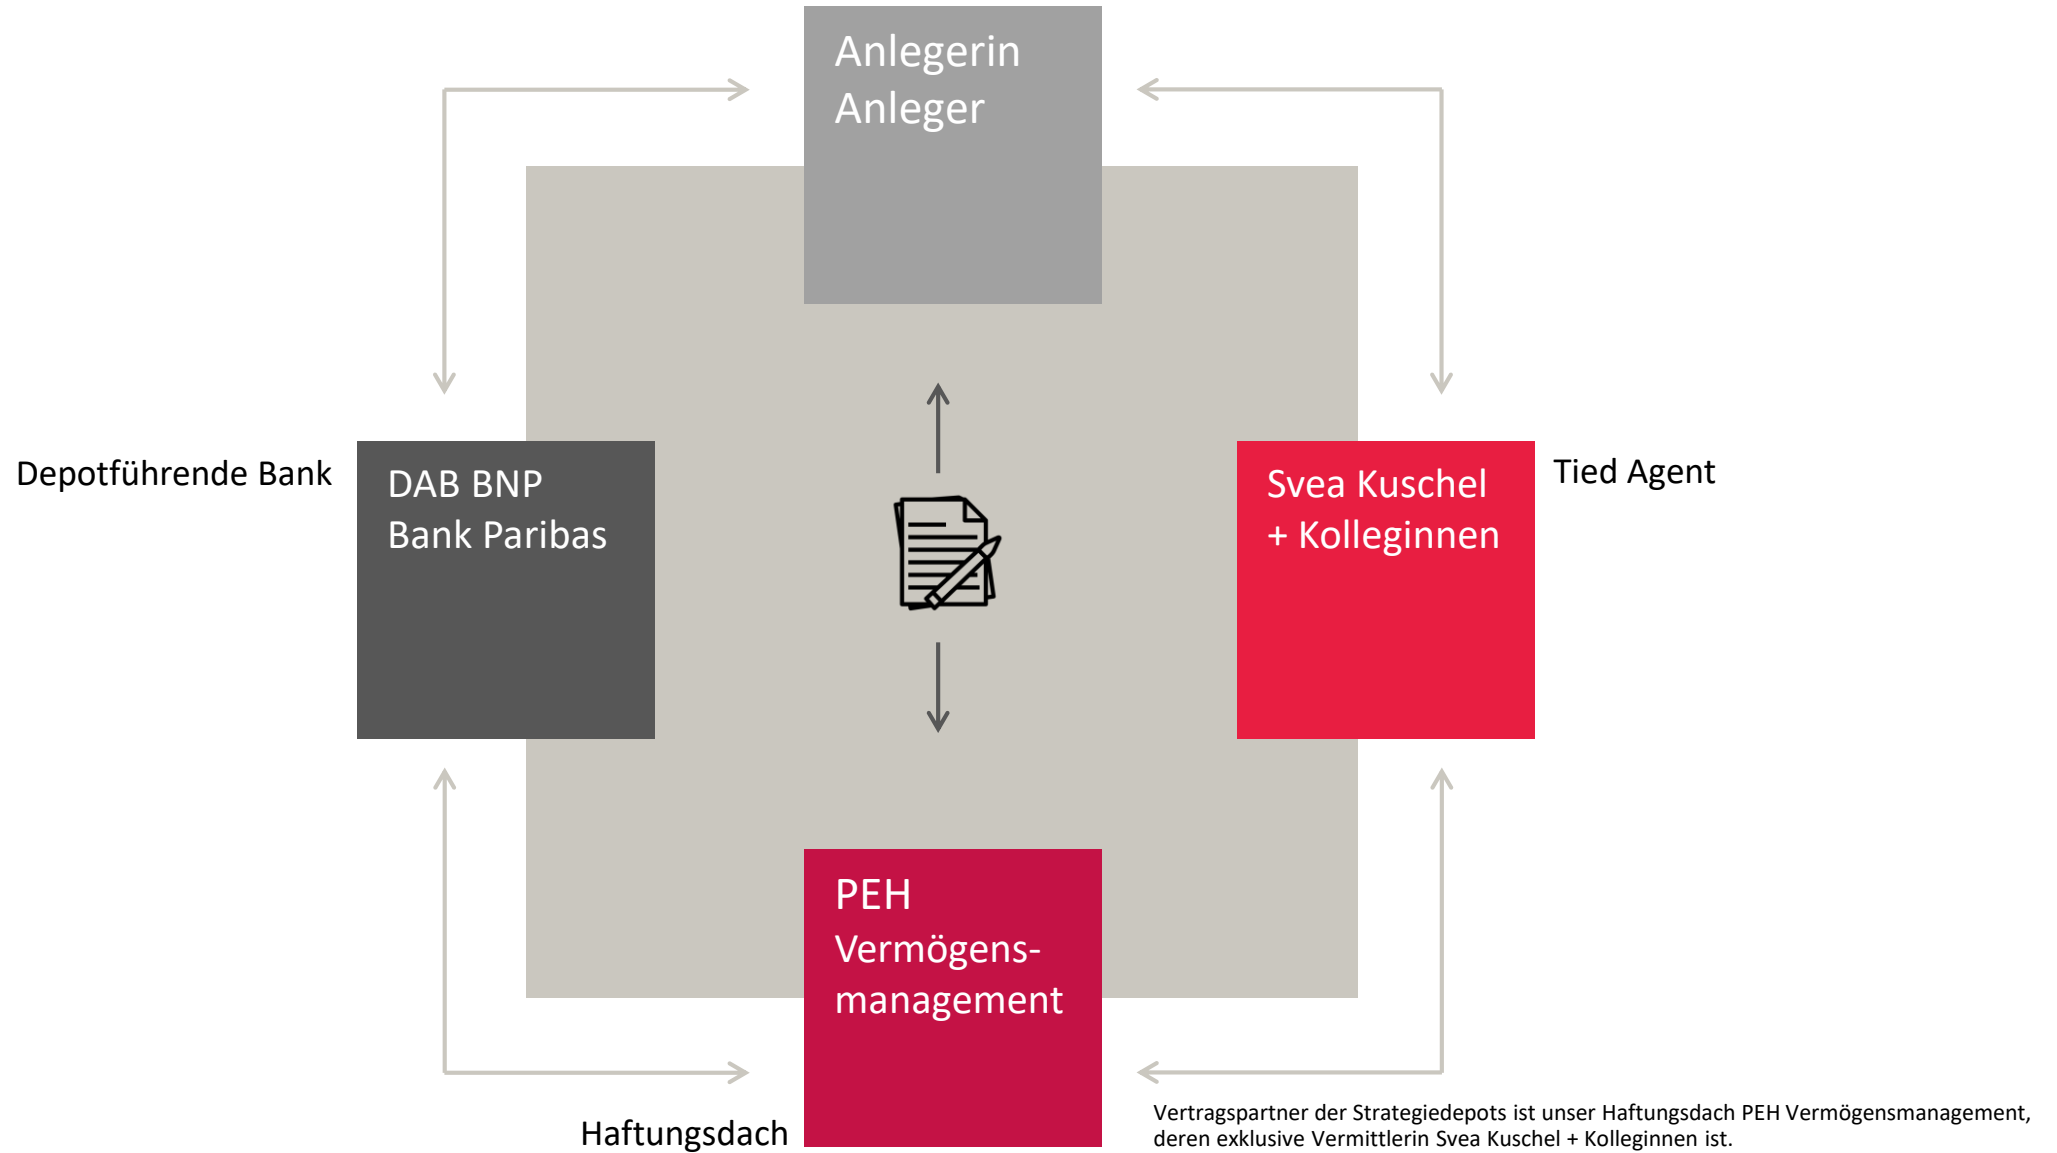 Anlegerin
Anleger
Depotführende Bank
DAB BNP
Bank Paribas
Svea Kuschel
+ Kolleginnen
Tied Agent
PEH
Vermögens-
management
Haftungsdach
Vertragspartner der Strategiedepots ist unser Haftungsdach PEH Vermögensmanagement,
deren exklusive Vermittlerin Svea Kuschel + Kolleginnen ist.